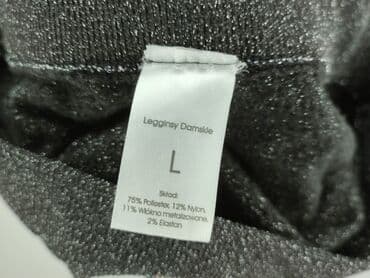 Legginsy Damskie
L
Skład:
75% Poliester, 12% Nylon,
11% Włókno metalizowane,
2% Elastan